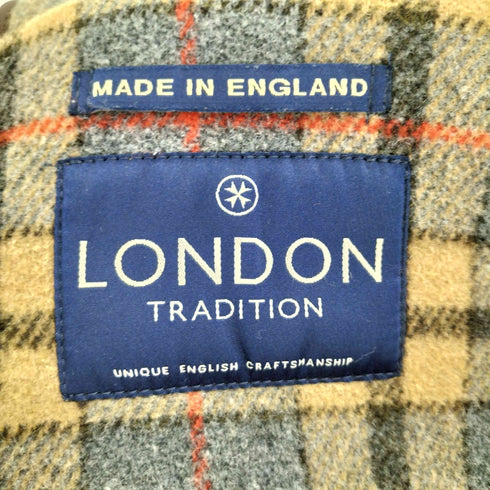 MADE IN ENGLAND
LONDON
TRADITION
UNIQUE ENGLISH CRAFTSMANSHIP